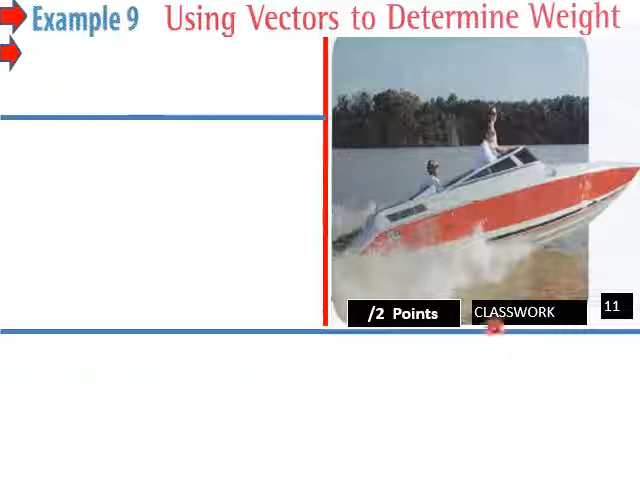 Example 9 Using Vectors to Determine Weight
/2 Points
CLASSWORK
11